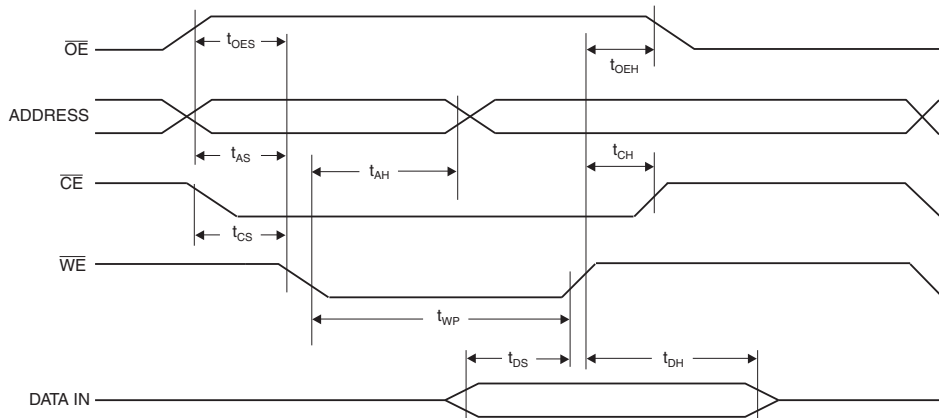 OE
tOES
tOEH
ADDRESS
tAS
tAH
tCH
CE
tCS
WE
tWP
tDS
tDH
DATA IN